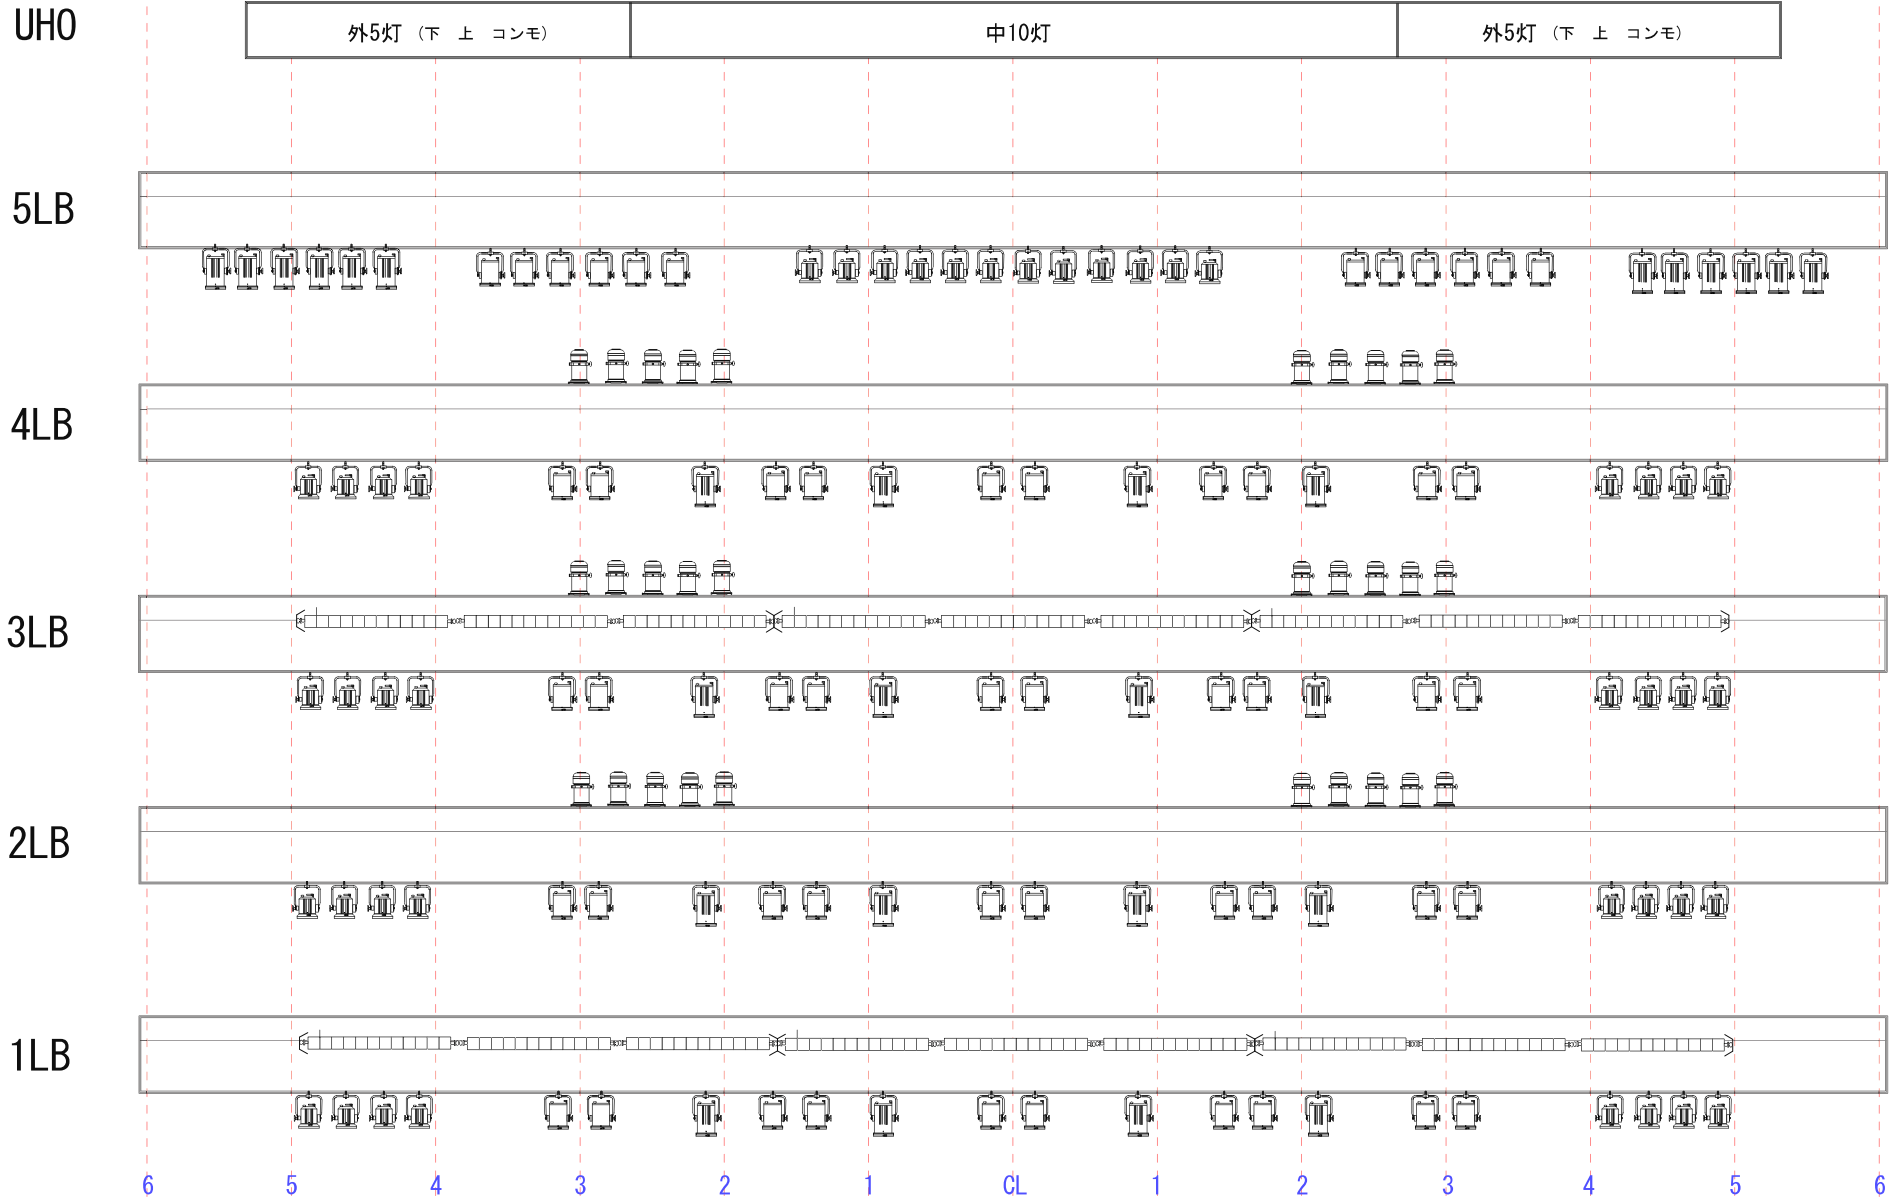 UHO
外5灯 (下 上 コンモ) 中10灯 外5灯 (下 上 コンモ)
5LB
4LB
3LB
2LB
1LB
6 5 4 3 2 1 CL 1 2 3 4 5 6